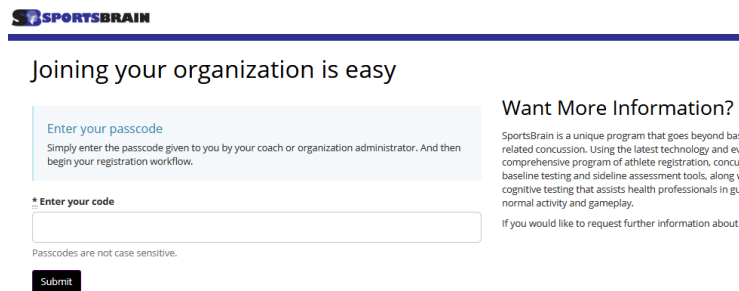 SPORTSBRAIN
Joining your organization is easy
Enter your passcode
Simply enter the passcode given to you by your coach or organization administrator. And then
begin your registration workflow.
* Enter your code
Passcodes are not case sensitive.
Submit
Want More Information?
SportsBrain is a unique program that goes beyond
related concussion. Using the latest technology and
comprehensive program of athlete registration,
baseline testing and sideline assessment tools, along
cognitive testing that assists health professionals in
normal activity and gameplay.
If you would like to request further information about